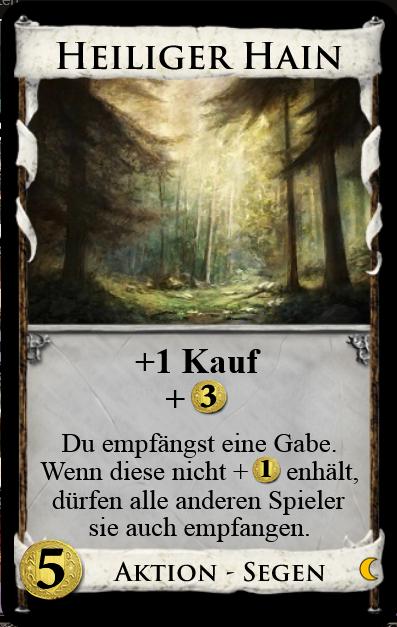 HEILIGER HAIN
+1 Kauf
+ 3
Du empfängst eine Gabe.
Wenn diese nicht + 1 enhält,
dürfen alle anderen Spieler
sie auch empfangen.
5 AKTION - SEGEN